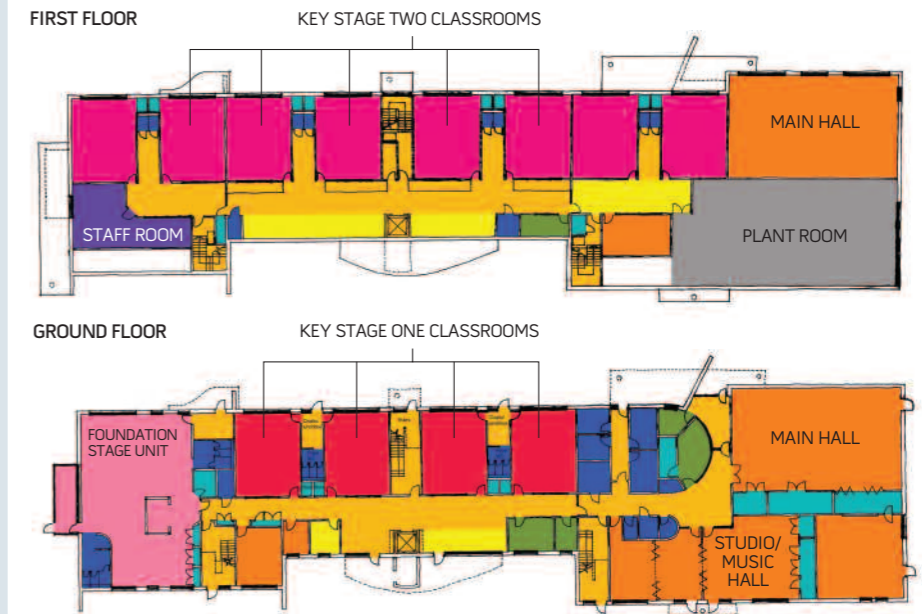 FIRST FLOOR
KEY STAGE TWO CLASSROOMS
MAIN HALL
STAFF ROOM
PLANT ROOM
GROUND FLOOR
KEY STAGE ONE CLASSROOMS
FOUNDATION
STAGE UNIT
MAIN HALL
STUDIO/
MUSIC
HALL